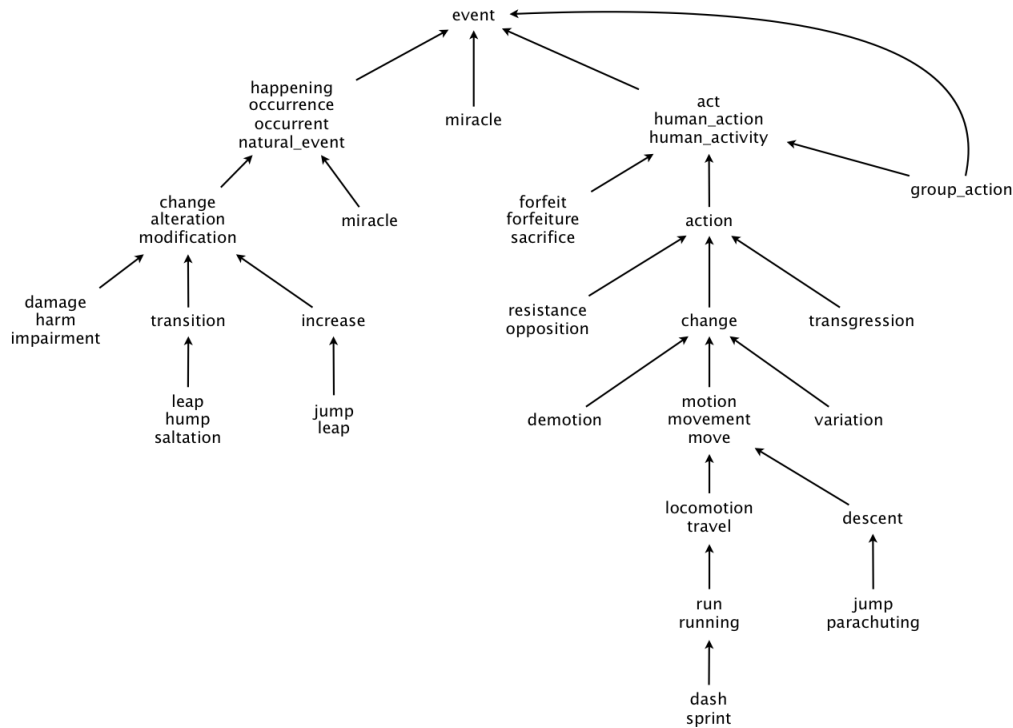 event
happening
occurrence
occurrent
natural_event
miracle
act
human_action
human_activity
group_action
change
alteration
modification
miracle
forfeit
forfeiture
sacrifice
action
damage
harm
impairment
transition
increase
resistance
opposition
change
transgression
leap
hump
saltation
jump
leap
demotion
motion
movement
move
variation
locomotion
travel
descent
run
running
jump
parachuting
dash
sprint